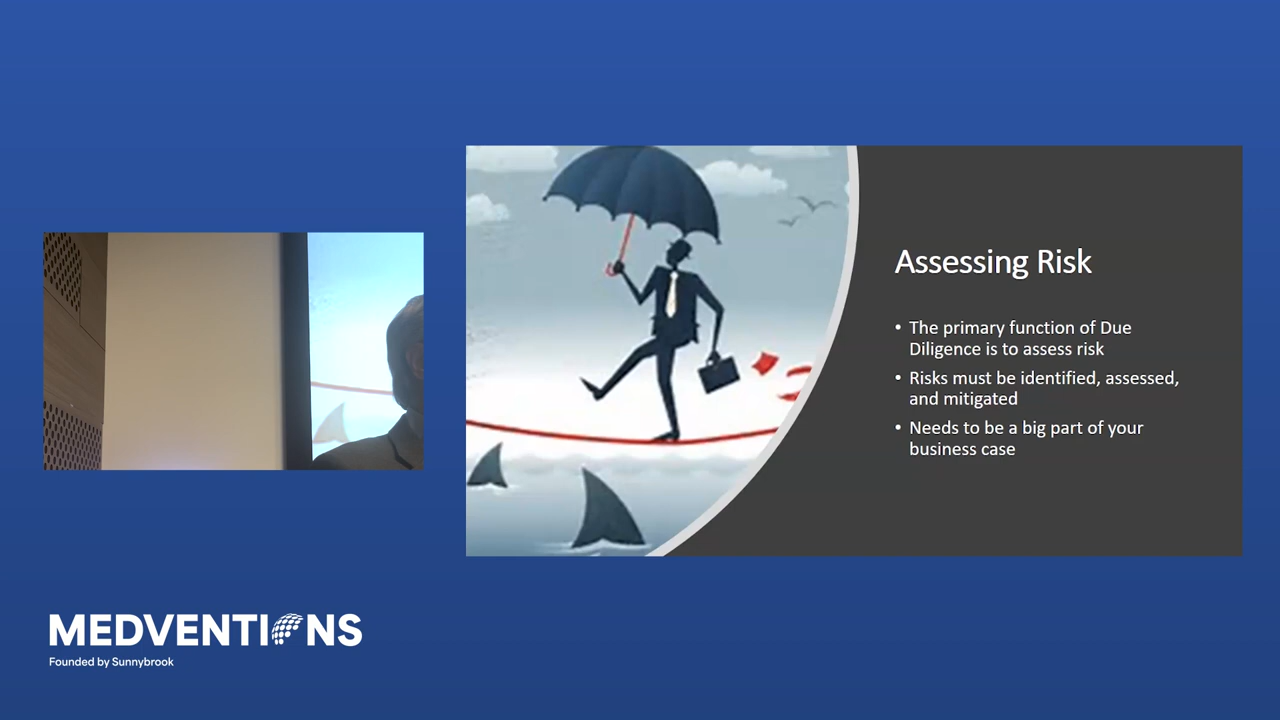 Assessing Risk
• The primary function of Due
Diligence is to assess risk
• Risks must be identified, assessed,
and mitigated
• Needs to be a big part of your
business case
MEDVENTIONS
Founded by Sunnybrook